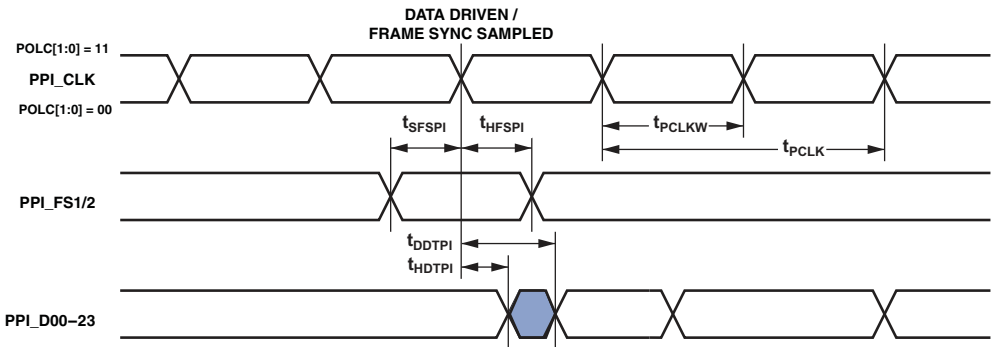 DATA DRIVEN /
FRAME SYNC SAMPLED
POLC[1:0] = 11
PPI_CLK
POLC[1:0] = 00
tSFSPI
tHFSPI
tPCLKW
tPCLK
PPI_FS1/2
tDDTPI
tHDTPI
PPI_D00–23